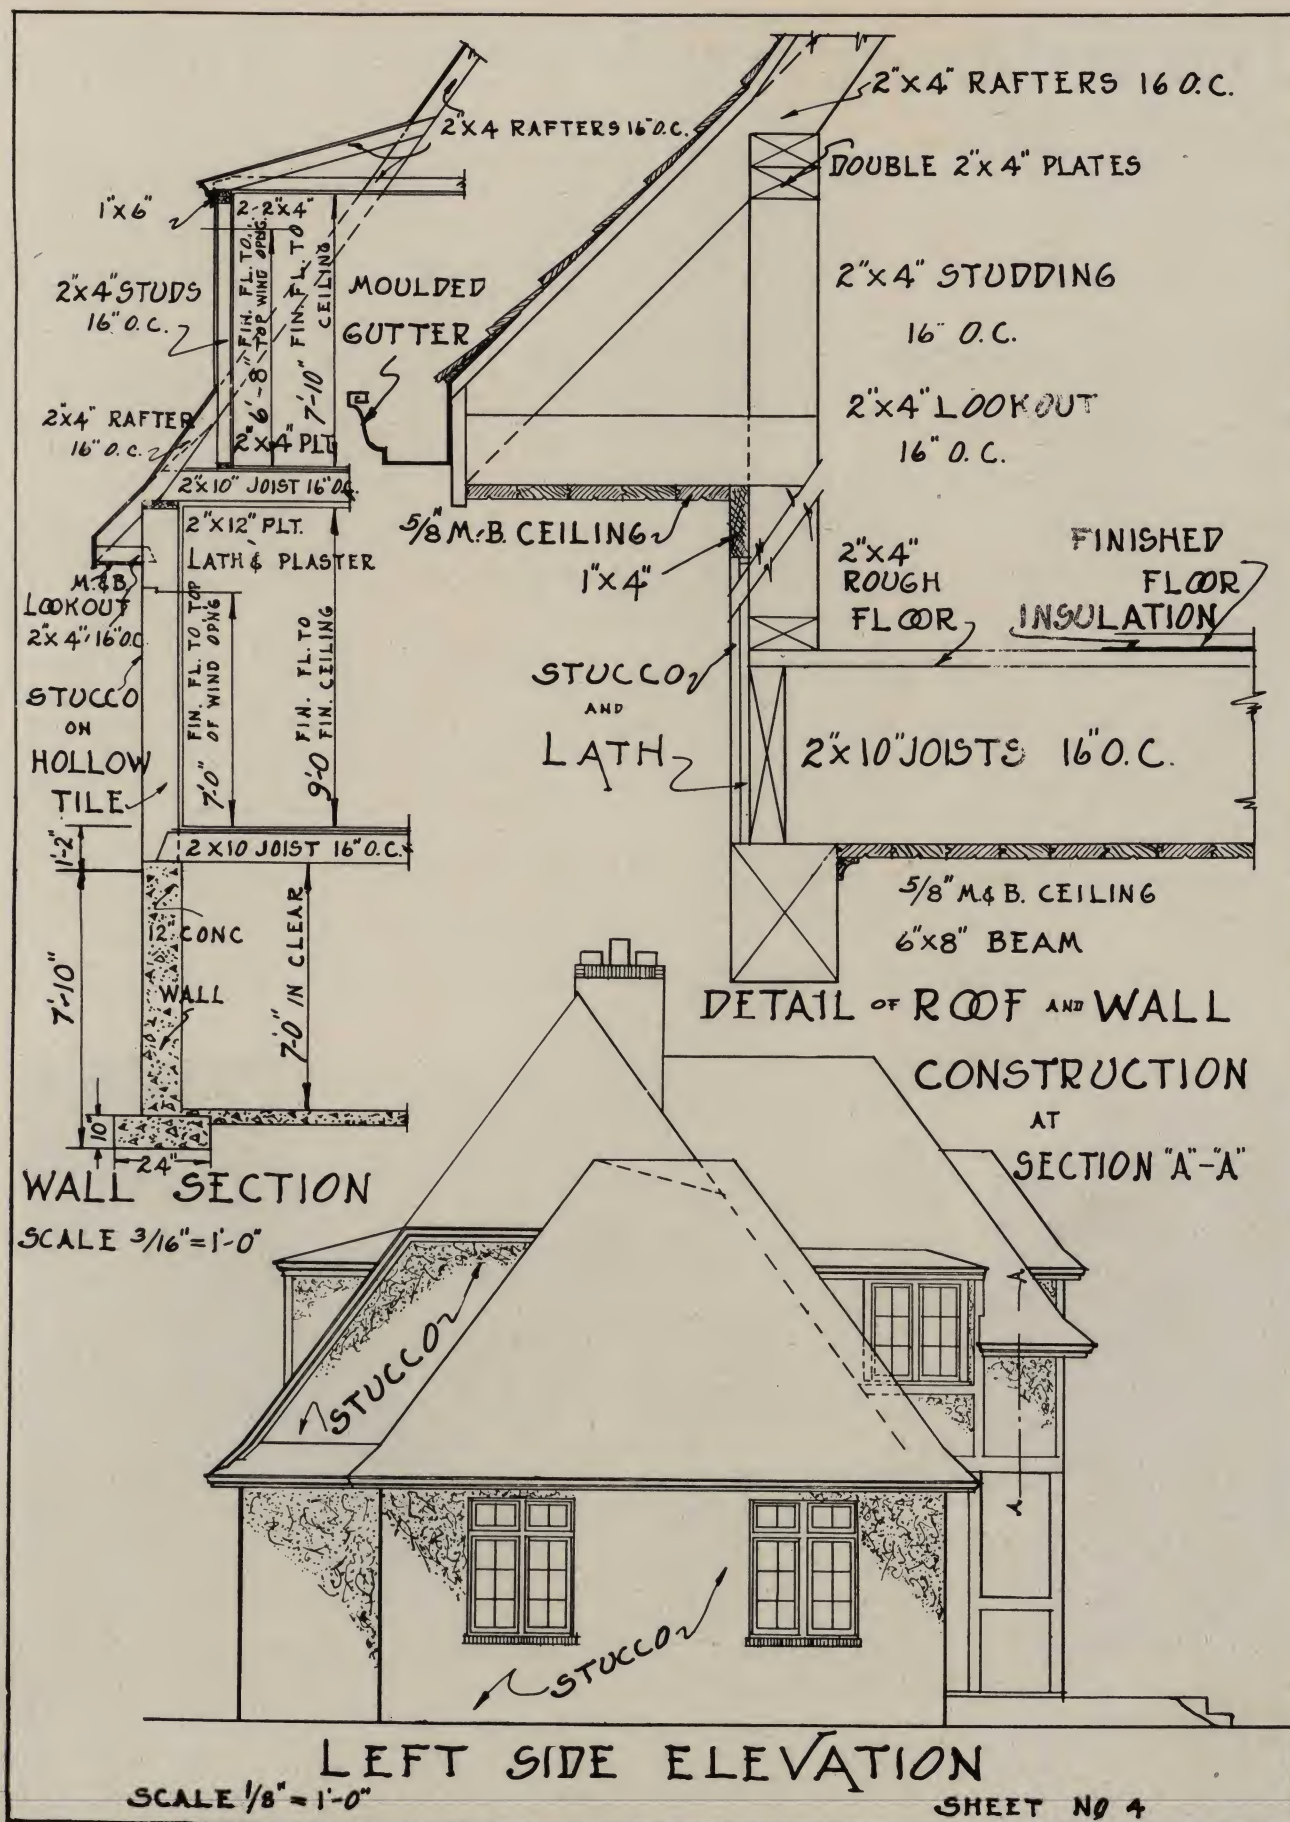 2"X4 RAFTERS 16"O.C.
1"X6"
2-2"X4"
2"X4" STUDS
16" O.C.
FIN. FL. TO
TOP WIND OPNG.
6'-8"
FIN. FL. TO
CEILING
7'-10"
2"X4" RAFTER
16" O.C.
2"X4" PLT.
2"X10" JOIST 16"O.C.
2"X12" PLT.
LATH & PLASTER
M.&B.
LOOKOUT
2"X4" 16"O.C.
FIN. FL. TO TOP
OF WIND OPNG
7'-0"
FIN. FL. TO
FIN. CEILING
9'-0
STUCCO
ON
HOLLOW
TILE
1'-2"
2 X10 JOIST 16"O.C.
12" CONC
WALL
7'-10"
7'-0" IN CLEAR
10"
24"
WALL SECTION
SCALE 3/16"=1'-0"
MOULDED
GUTTER
2"X4" RAFTERS 16 O.C.
DOUBLE 2"X4" PLATES
2"X4" STUDDING
16" O.C.
2"X4" LOOKOUT
16" O.C.
5/8" M.B. CEILING
1"X4"
2"X4"
ROUGH
FLOOR
FINISHED
FLOOR
INSULATION
STUCCO
AND
LATH
2"X10"JOISTS 16"O.C.
5/8" M.& B. CEILING
6"X8" BEAM
DETAIL OF ROOF AND WALL
CONSTRUCTION
AT
SECTION "A"-"A"
STUCCO
A
A
STUCCO
LEFT SIDE ELEVATION
SCALE 1/8" = 1'-0"
SHEET NO 4